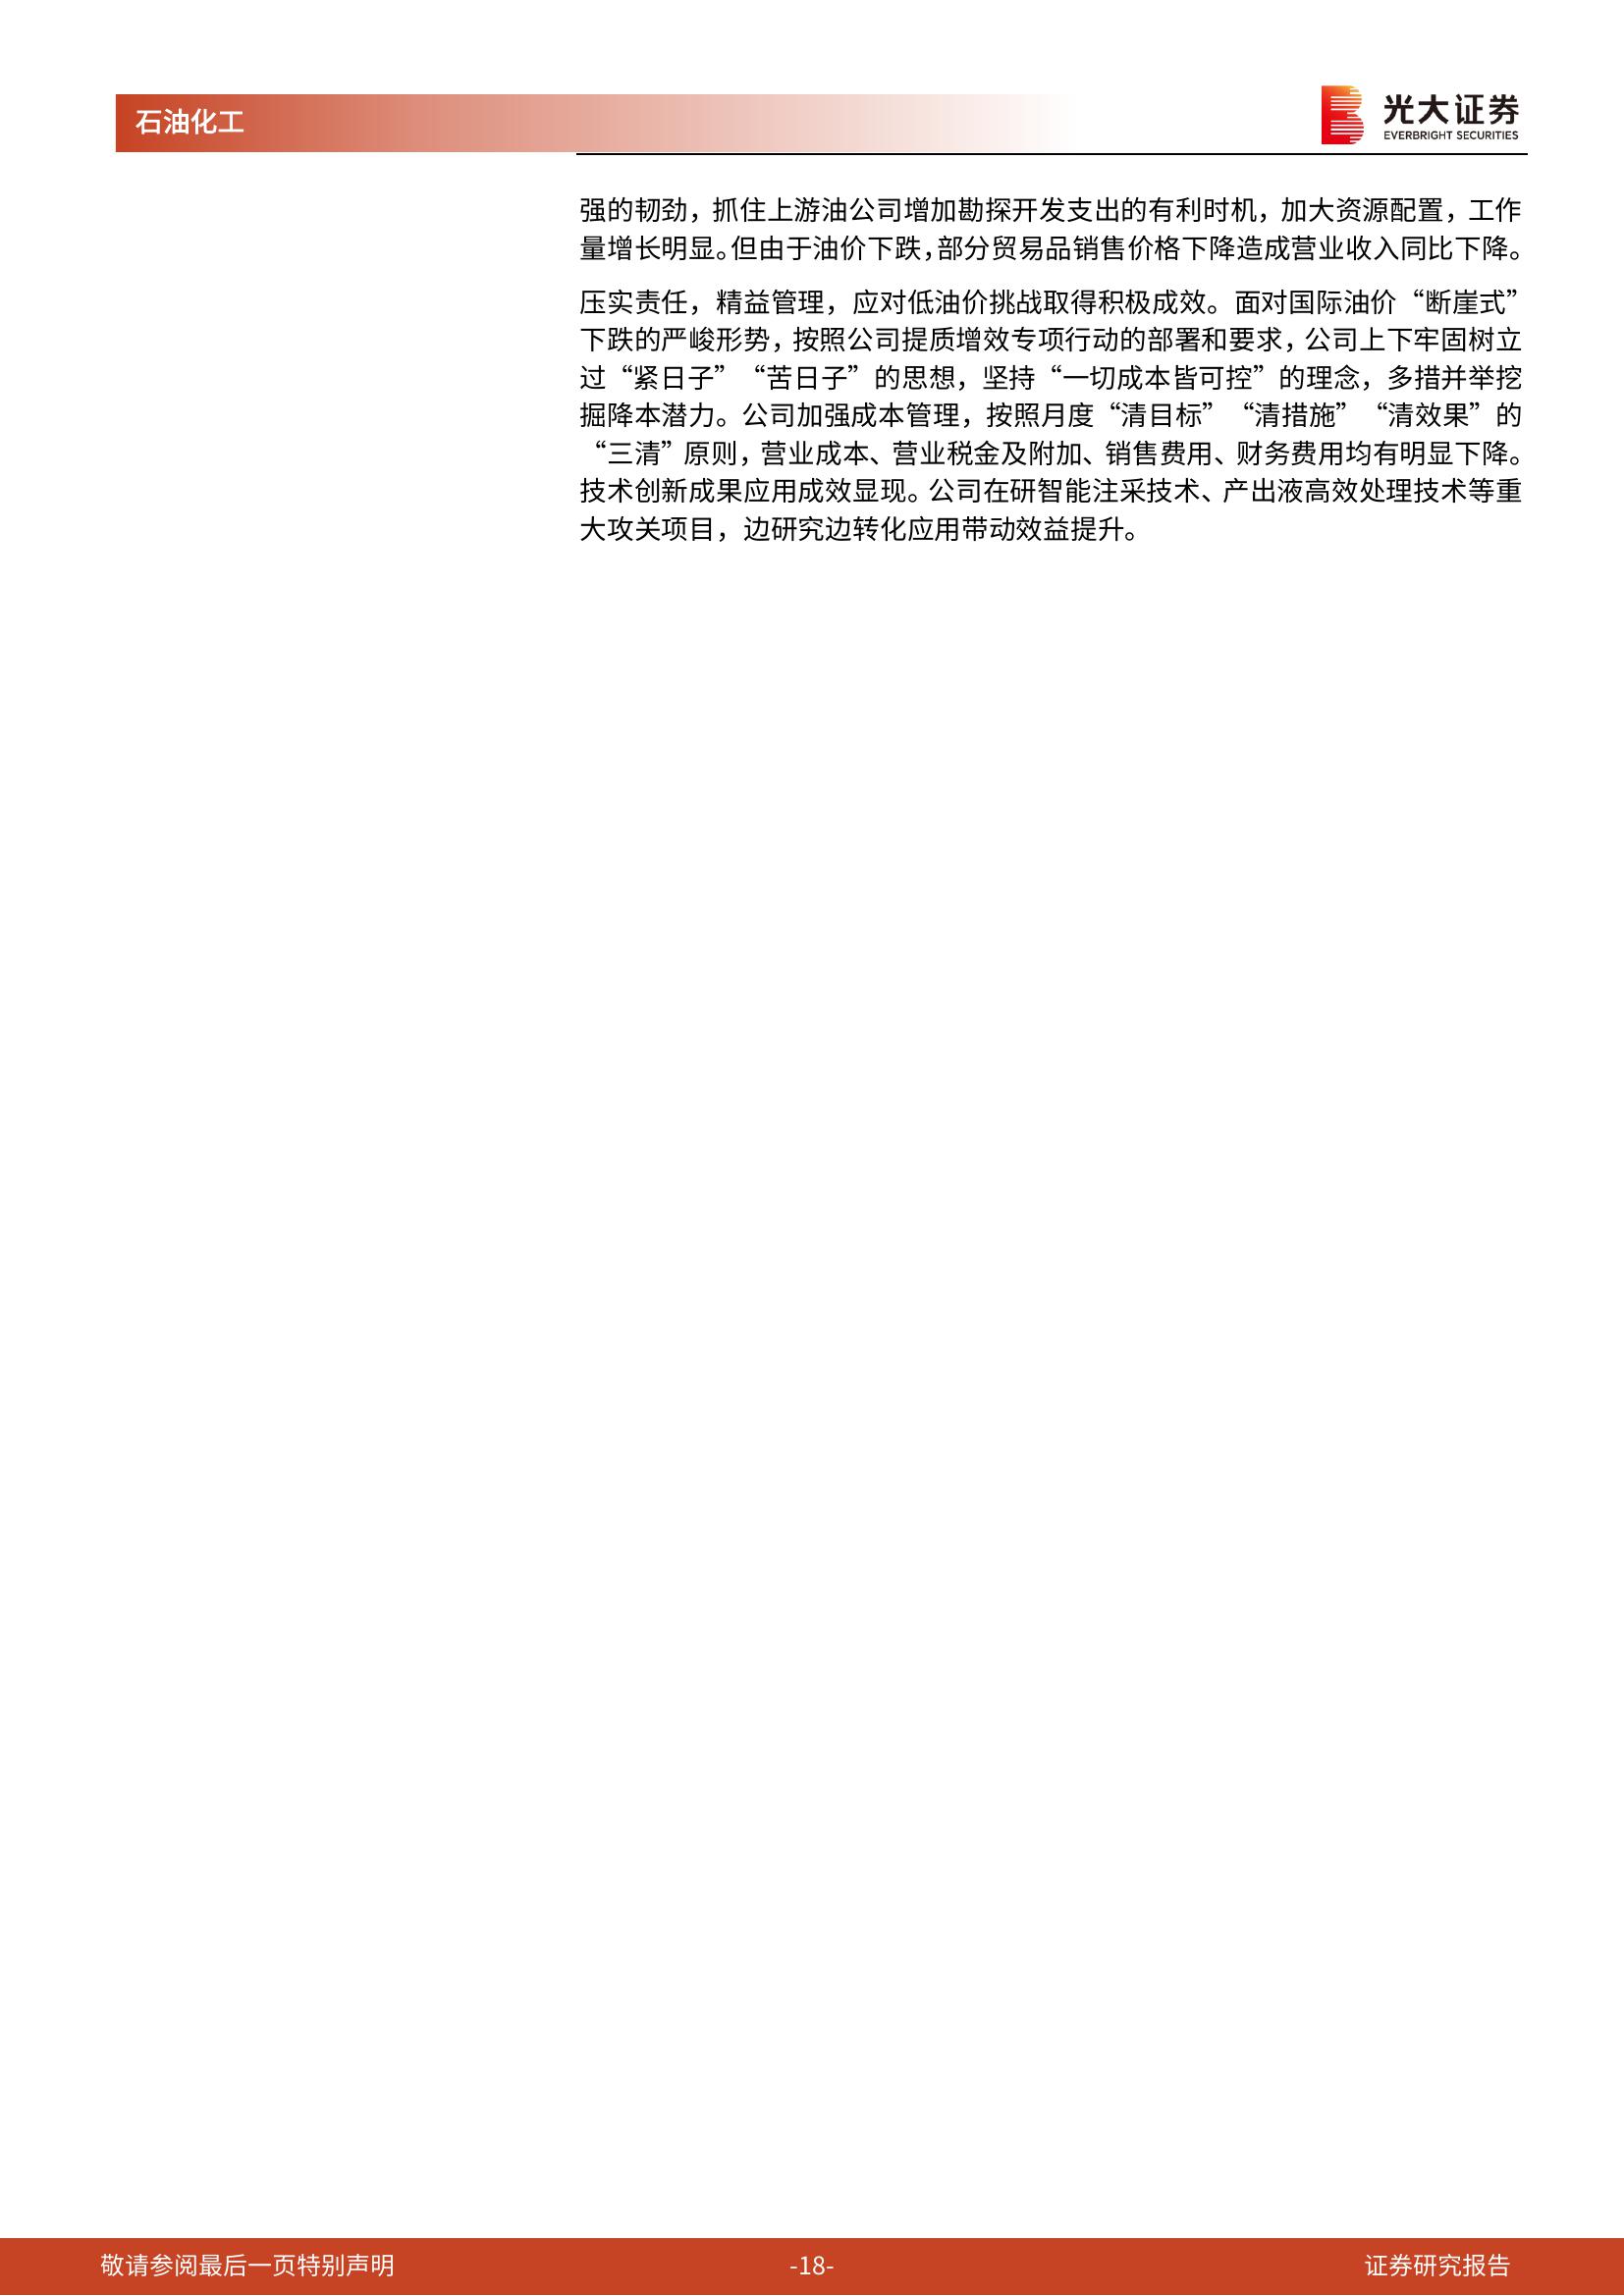 石油化工
光大证券
EVERBRIGHT SECURITIES
强的韧劲，抓住上游油公司增加勘探开发支出的有利时机，加大资源配置，工作
量增长明显。但由于油价下跌，部分贸易品销售价格下降造成营业收入同比下降。
压实责任，精益管理，应对低油价挑战取得积极成效。面对国际油价“断崖式”
下跌的严峻形势，按照公司提质增效专项行动的部署和要求，公司上下牢固树立
过“紧日子”“苦日子”的思想，坚持“一切成本皆可控”的理念，多措并举挖
掘降本潜力。公司加强成本管理，按照月度“清目标”“清措施”“清效果”的
“三清”原则，营业成本、营业税金及附加、销售费用、财务费用均有明显下降。
技术创新成果应用成效显现。公司在研智能注采技术、产出液高效处理技术等重
大攻关项目，边研究边转化应用带动效益提升。
敬请参阅最后一页特别声明
-18-
证券研究报告